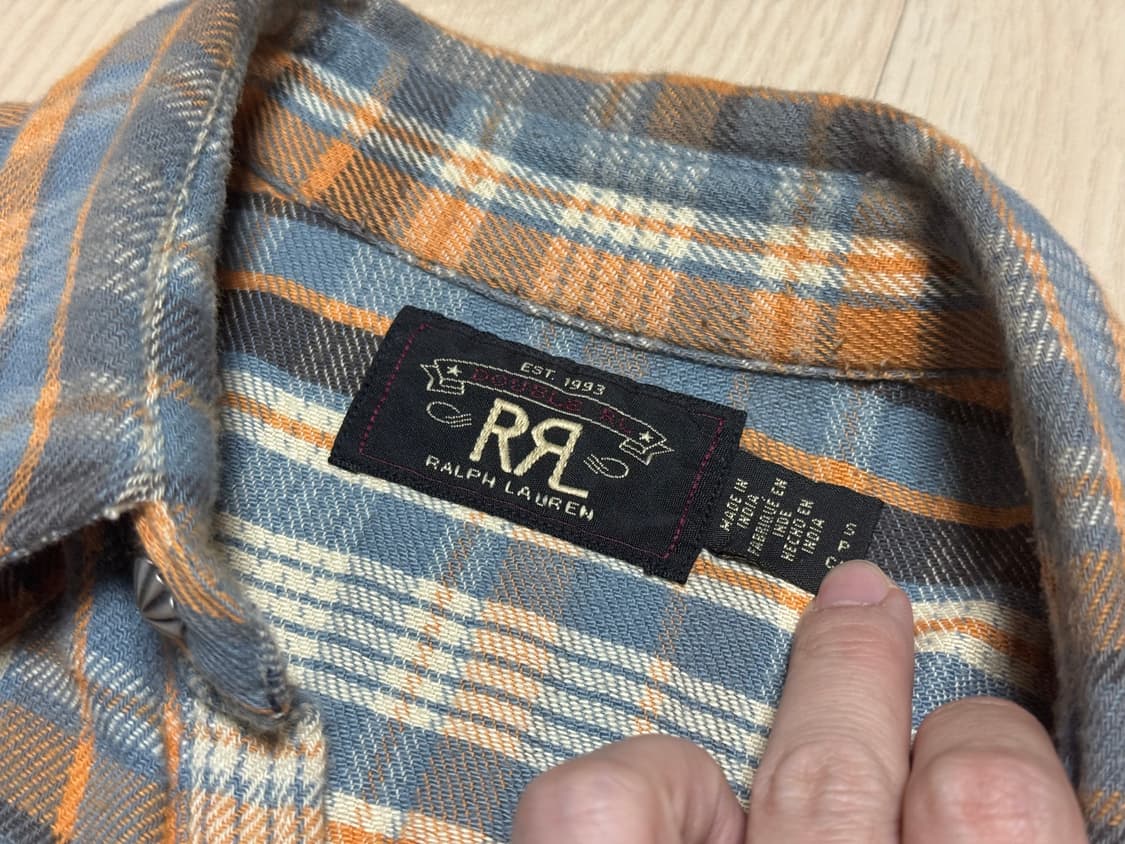 EST 1993
DOUBLE RL
RRL
RALPH LAUREN
MADE IN
INDIA
FABRIQUÉ EN
INDE
HECHO EN
INDIA
S
P